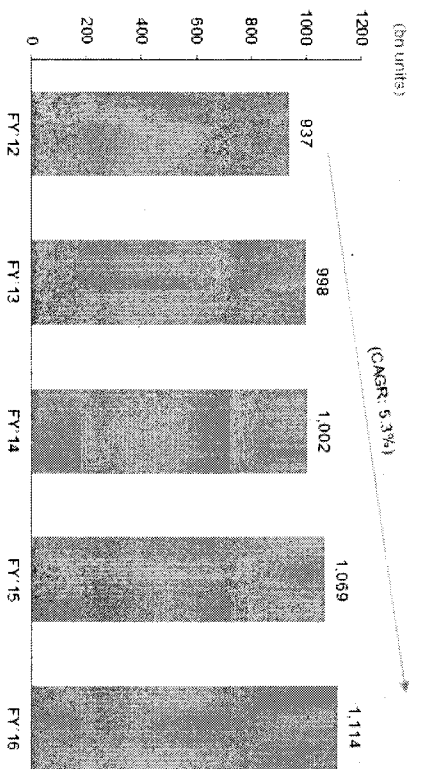 (bn units)
1200
1000
800
600
400
200
0
937
998
1,002
1,069
1,114
(CAGR: 5.3%)
FY'12
FY'13
FY'14
FY'15
FY'16